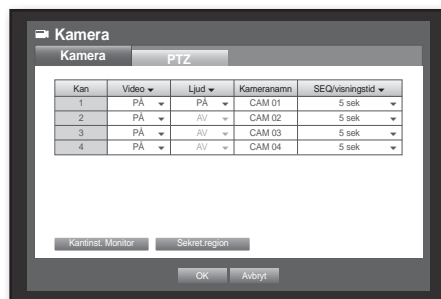 Kamera
Kamera PTZ
Kan Video Ljud Kameranamn SEQ/visningstid
1 PÅ PÅ CAM 01 5 sek
2 PÅ AV CAM 02 5 sek
3 PÅ AV CAM 03 5 sek
4 PÅ AV CAM 04 5 sek
Kantinst. Monitor Sekret.region
OK Avbryt